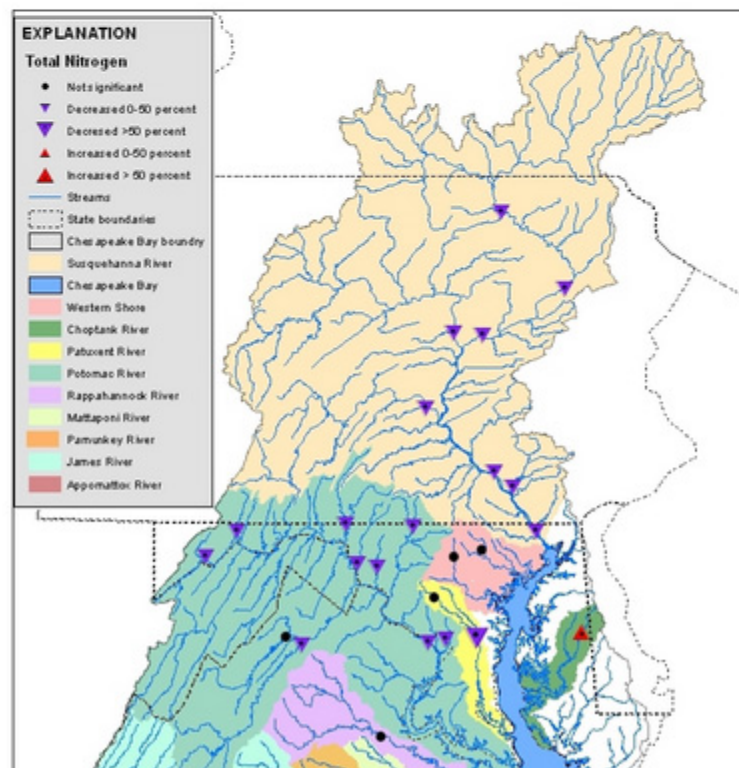 EXPLANATION
Total Nitrogen
Not significant
Decreased 0-50 percent
Decresed >50 percent
Increased 0-50 percent
Increased > 50 percent
Streams
State boundaries
Chesapeake Bay boundry
Susquehanna River
Chesapeake Bay
Western Shore
Choptank River
Patuxent River
Potomac River
Rappahannock River
Mattaponi River
Pamunkey River
James River
Appomattox River